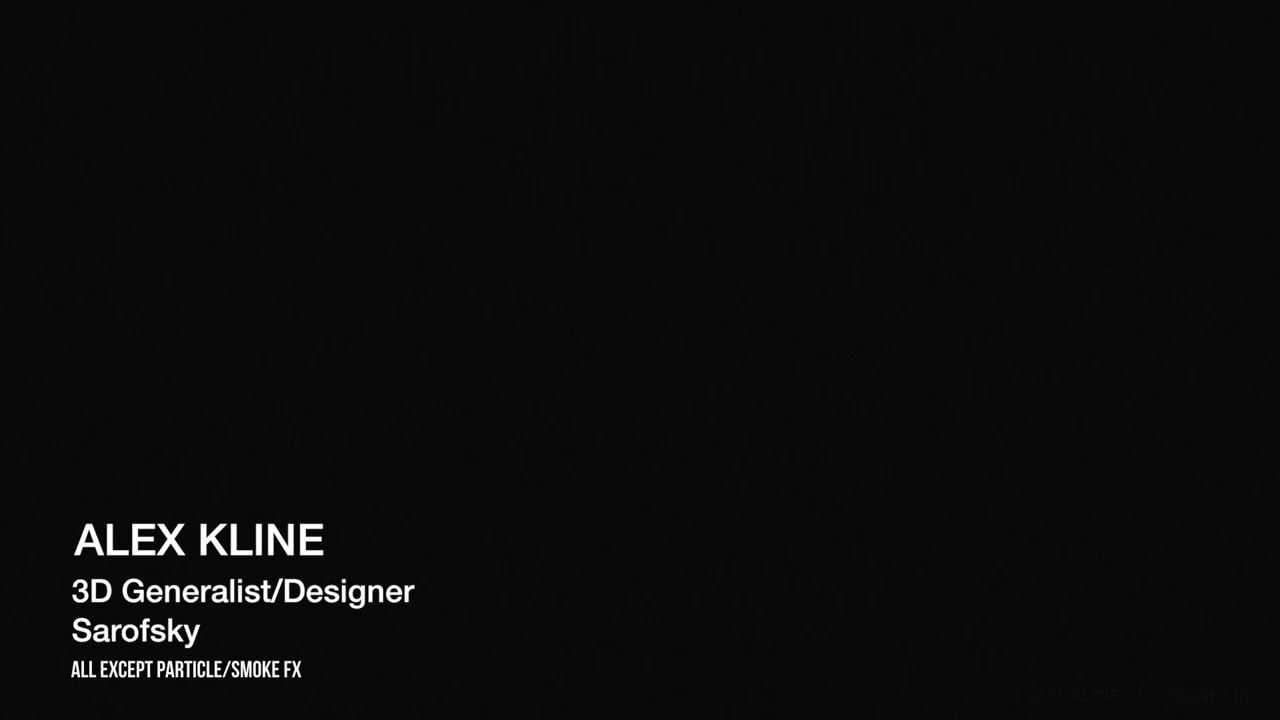 ALEX KLINE
3D Generalist/Designer
Sarofsky
ALL EXCEPT PARTICLE/SMOKE FX